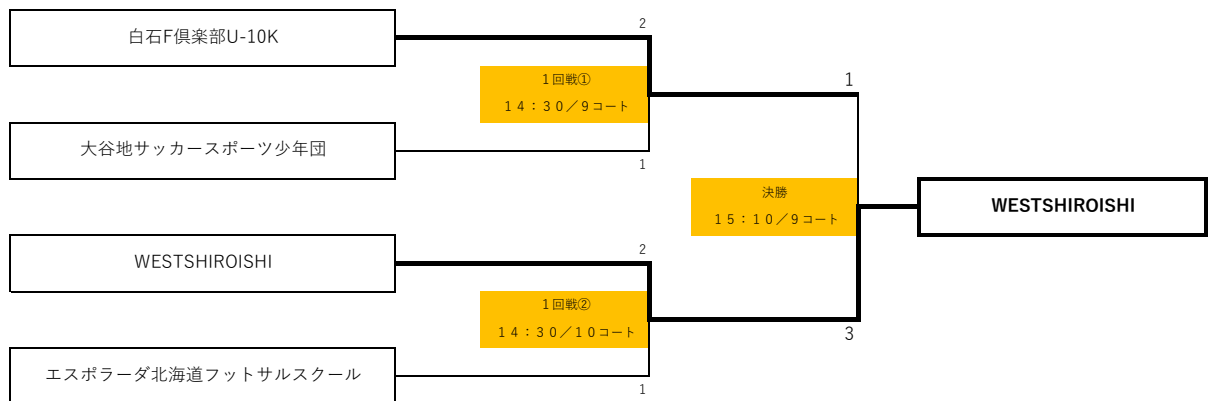 白石F倶楽部U-10K
2
１回戦①
１４：３０／９コート
1
大谷地サッカースポーツ少年団
1
決勝
１５：１０／９コート
WESTSHIROISHI
WESTSHIROISHI
2
１回戦②
１４：３０／１０コート
3
エスポラーダ北海道フットサルスクール
1